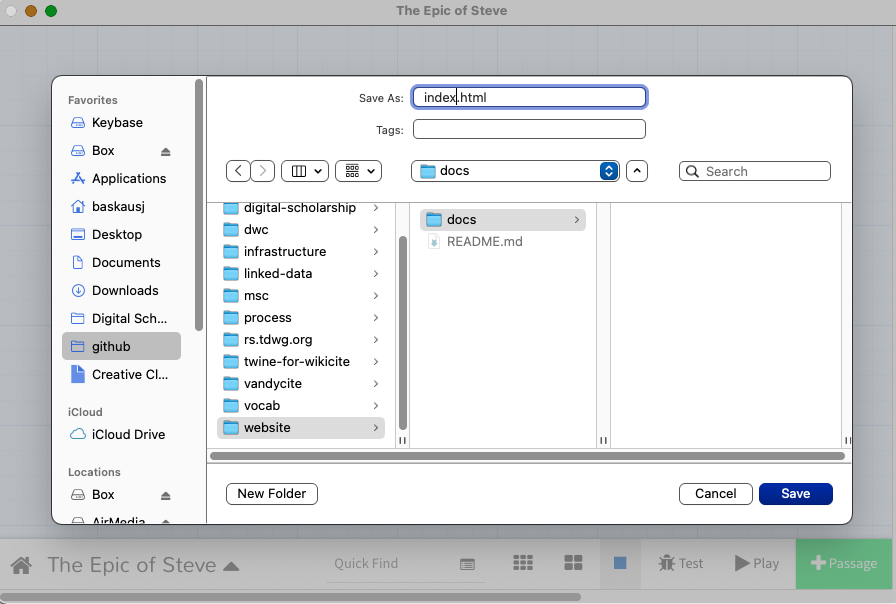 The Epic of Steve
Save As: index.html
Tags:
docs
Search
Favorites
Keybase
Box
Applications
baskausj
Desktop
Documents
Downloads
Digital Sch...
github
Creative Cl...
iCloud
iCloud Drive
Locations
Box
AirMedia
digital-scholarship
dwc
infrastructure
linked-data
msc
process
rs.tdwg.org
twine-for-wikicite
vandycite
vocab
website
docs
README.md
New Folder
Cancel
Save
The Epic of Steve
Quick Find
Test
Play
Passage